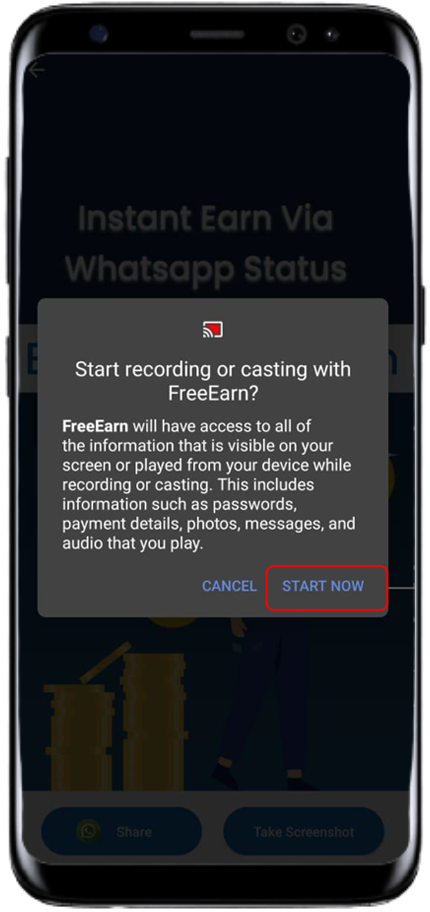 Instant Earn Via
Whatsapp Status
Start recording or casting with
FreeEarn?
FreeEarn will have access to all of
the information that is visible on your
screen or played from your device while
recording or casting. This includes
information such as passwords,
payment details, photos, messages, and
audio that you play.
CANCEL START NOW
Share Take Screenshot